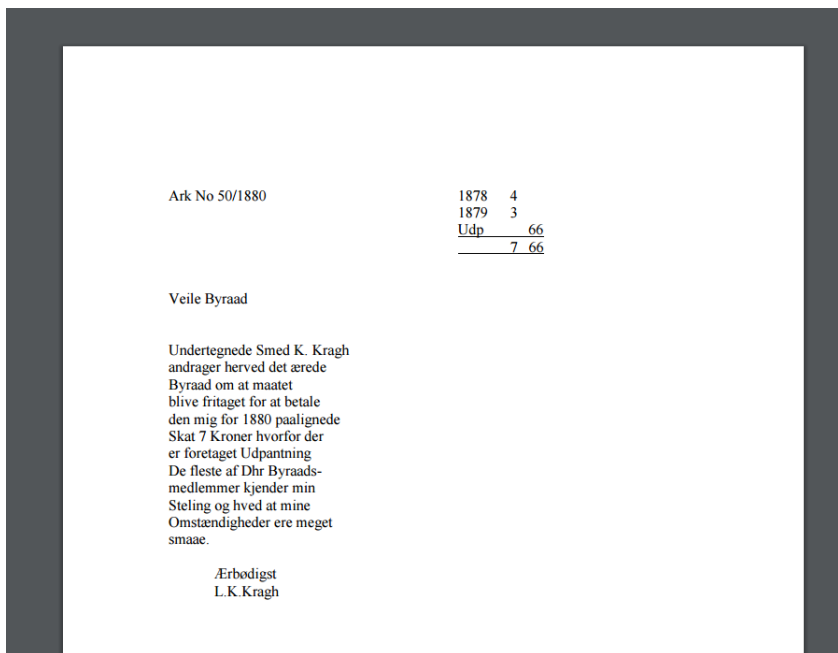 Ark No 50/1880 1878 4
1879 3
Udp 66
7 66
Veile Byraad
Undertegnede Smed K. Kragh
andrager herved det ærede
Byraad om at maatet
blive fritaget for at betale
den mig for 1880 paalignede
Skat 7 Kroner hvorfor der
er foretaget Udpantning
De fleste af Dhr Byraads-
medlemmer kjender min
Steling og hved at mine
Omstændigheder ere meget
smaae.
Ærbødigst
L.K.Kragh